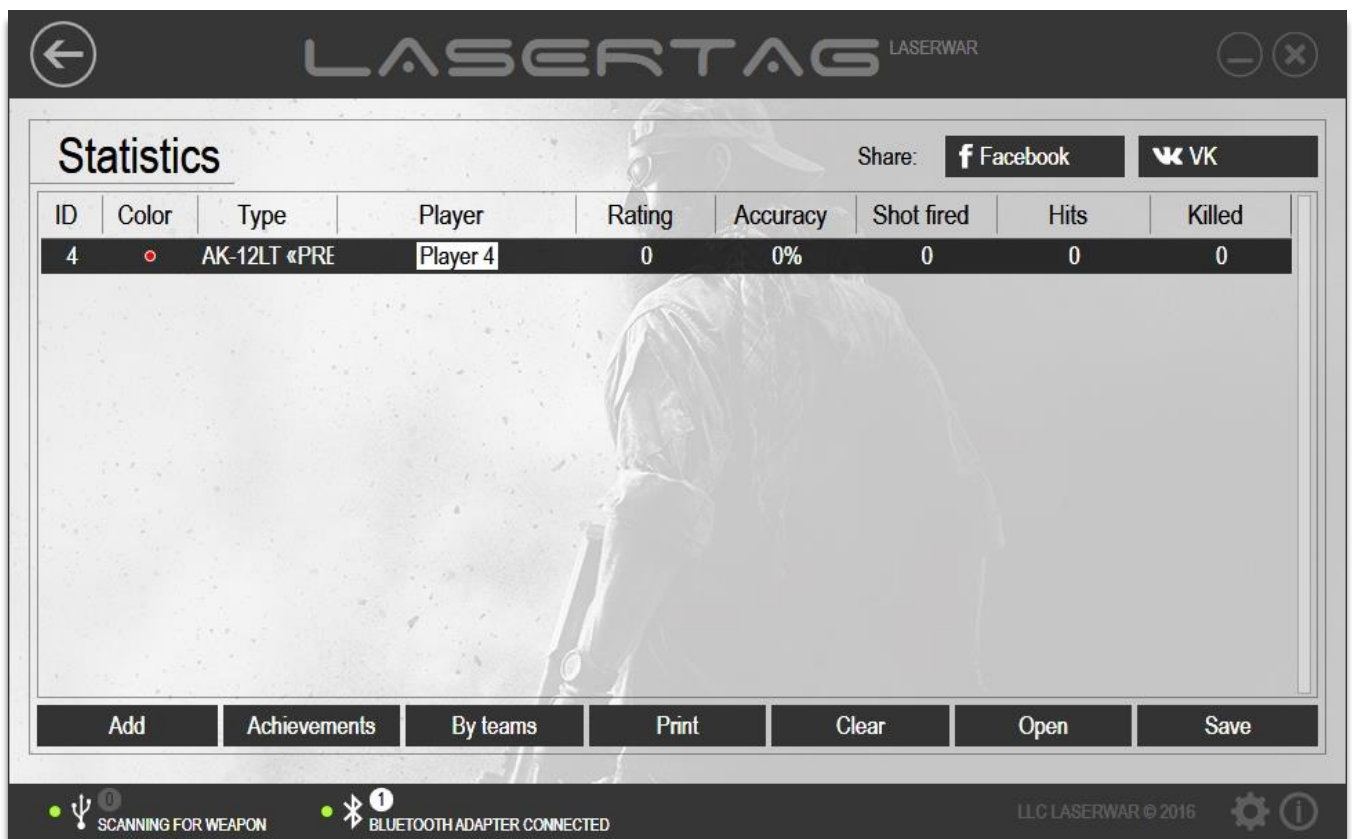 LASERTAG LASERWAR
Statistics Share: f Facebook VK
ID Color Type Player Rating Accuracy Shot fired Hits Killed
4 AK-12LT «PRE Player 4 0 0% 0 0 0
Add Achievements By teams Print Clear Open Save
0 1
SCANNING FOR WEAPON BLUETOOTH ADAPTER CONNECTED LLC LASERWAR © 2016